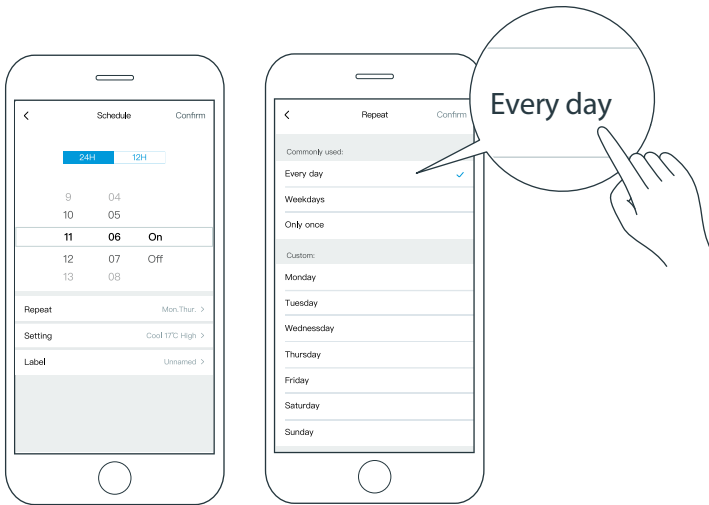 Schedule Confirm
24H 12H
9 04
10 05
11 06 On
12 07 Off
13 08
Repeat Mon.Thur. >
Setting Cool 17℃ High >
Label Unnamed >
Repeat Confirm
Commonly used:
Every day
Weekdays
Only once
Custom:
Monday
Tuesday
Wednessday
Thursday
Friday
Saturday
Sunday
Every day